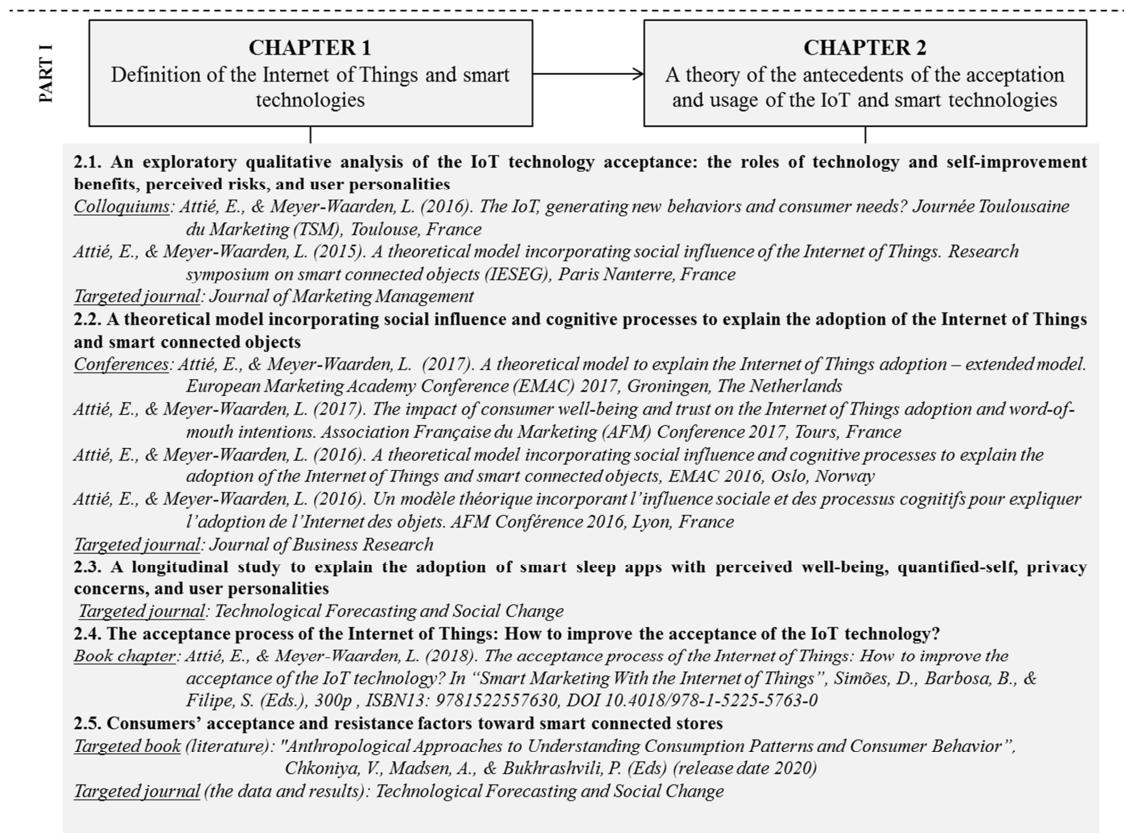 PART I
CHAPTER 1
Definition of the Internet of Things and smart
technologies
CHAPTER 2
A theory of the antecedents of the acceptation
and usage of the IoT and smart technologies
2.1. An exploratory qualitative analysis of the IoT technology acceptance: the roles of technology and self-improvement
benefits, perceived risks, and user personalities
Colloquiums: Attié, E., & Meyer-Waarden, L. (2016). The IoT, generating new behaviors and consumer needs? Journée Toulousaine
du Marketing (TSM), Toulouse, France
Attié, E., & Meyer-Waarden, L. (2015). A theoretical model incorporating social influence of the Internet of Things. Research
symposium on smart connected objects (IESEG), Paris Nanterre, France
Targeted journal: Journal of Marketing Management
2.2. A theoretical model incorporating social influence and cognitive processes to explain the adoption of the Internet of Things
and smart connected objects
Conferences: Attié, E., & Meyer-Waarden, L. (2017). A theoretical model to explain the Internet of Things adoption – extended model.
European Marketing Academy Conference (EMAC) 2017, Groningen, The Netherlands
Attié, E., & Meyer-Waarden, L. (2017). The impact of consumer well-being and trust on the Internet of Things adoption and word-of-
mouth intentions. Association Française du Marketing (AFM) Conference 2017, Tours, France
Attié, E., & Meyer-Waarden, L. (2016). A theoretical model incorporating social influence and cognitive processes to explain the
adoption of the Internet of Things and smart connected objects, EMAC 2016, Oslo, Norway
Attié, E., & Meyer-Waarden, L. (2016). Un modèle théorique incorporant l’influence sociale et des processus cognitifs pour expliquer
l’adoption de l’Internet des objets. AFM Conférence 2016, Lyon, France
Targeted journal: Journal of Business Research
2.3. A longitudinal study to explain the adoption of smart sleep apps with perceived well-being, quantified-self, privacy
concerns, and user personalities
Targeted journal: Technological Forecasting and Social Change
2.4. The acceptance process of the Internet of Things: How to improve the acceptance of the IoT technology?
Book chapter: Attié, E., & Meyer-Waarden, L. (2018). The acceptance process of the Internet of Things: How to improve the
acceptance of the IoT technology? In “Smart Marketing With the Internet of Things”, Simões, D., Barbosa, B., &
Filipe, S. (Eds.), 300p , ISBN13: 9781522557630, DOI 10.4018/978-1-5225-5763-0
2.5. Consumers’ acceptance and resistance factors toward smart connected stores
Targeted book (literature): "Anthropological Approaches to Understanding Consumption Patterns and Consumer Behavior”,
Chkoniya, V., Madsen, A., & Bukhrashvili, P. (Eds) (release date 2020)
Targeted journal (the data and results): Technological Forecasting and Social Change